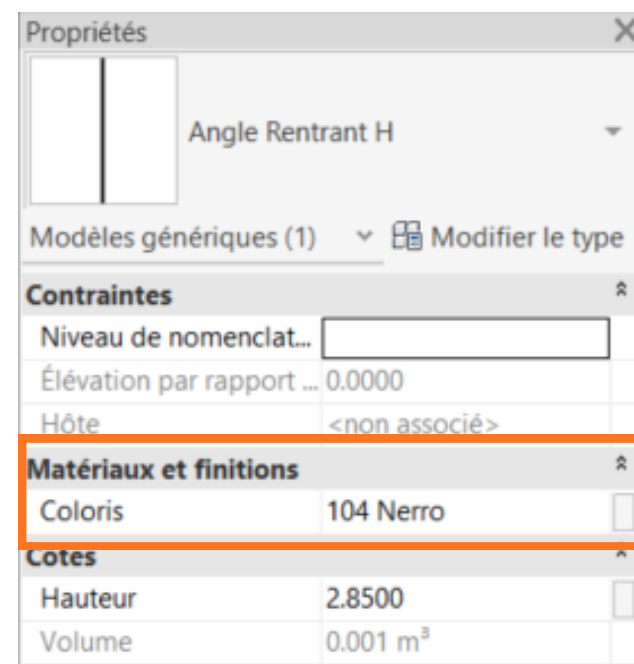 Propriétés
Angle Rentrant H
Modèles génériques (1) Modifier le type
Contraintes
Niveau de nomenclat...
Élévation par rapport ... 0.0000
Hôte <non associé>
Matériaux et finitions
Coloris 104 Nerro
Cotes
Hauteur 2.8500
Volume 0.001 m³